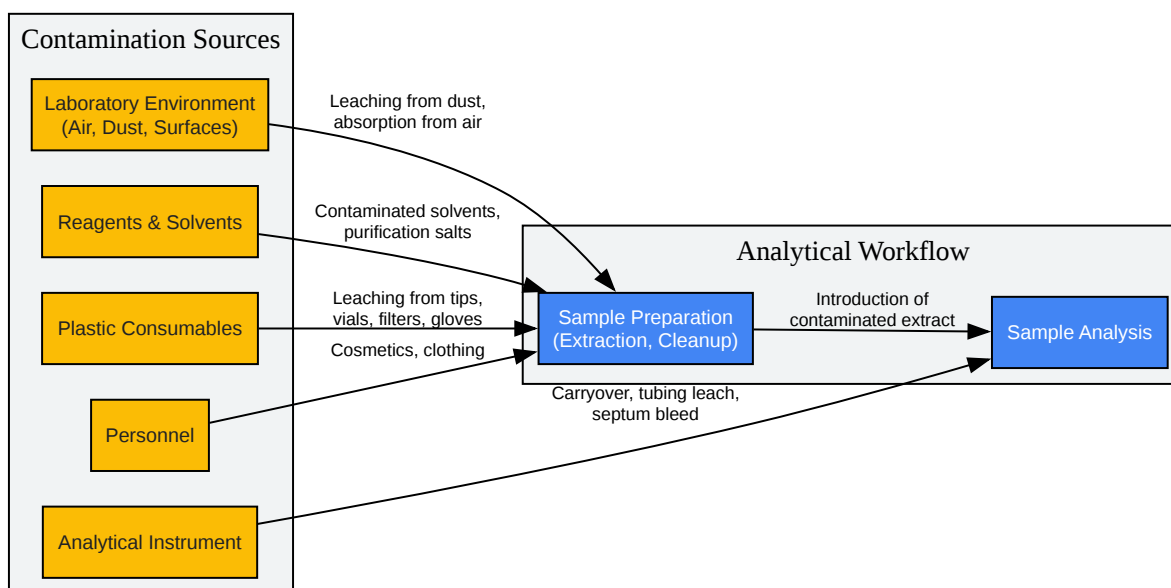 Contamination Sources
Laboratory Environment
(Air, Dust, Surfaces)
Leaching from dust,
absorption from air
Reagents & Solvents
Contaminated solvents,
purification salts
Analytical Workflow
Plastic Consumables
Leaching from tips,
vials, filters, gloves
Sample Preparation
(Extraction, Cleanup)
Introduction of
contaminated extract
Sample Analysis
Cosmetics, clothing
Personnel
Carryover, tubing leach,
septum bleed
Analytical Instrument